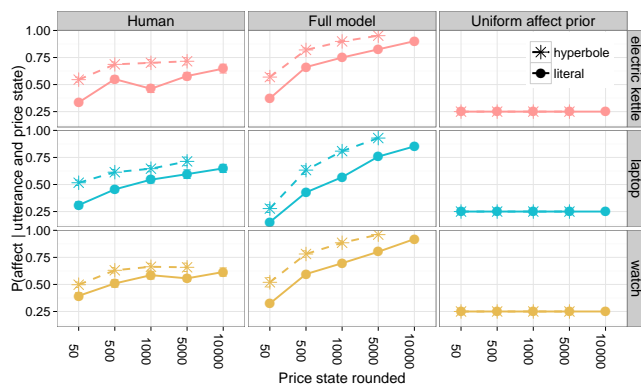 Human Full model Uniform affect prior
P(affect | utterance and price state)
1.00
0.75
0.50
0.25
electric kettle
hyperbole
literal
1.00
0.75
0.50
0.25
laptop
1.00
0.75
0.50
0.25
watch
50 500 1000 5000 10000 50 500 1000 5000 10000 50 500 1000 5000 10000
Price state rounded